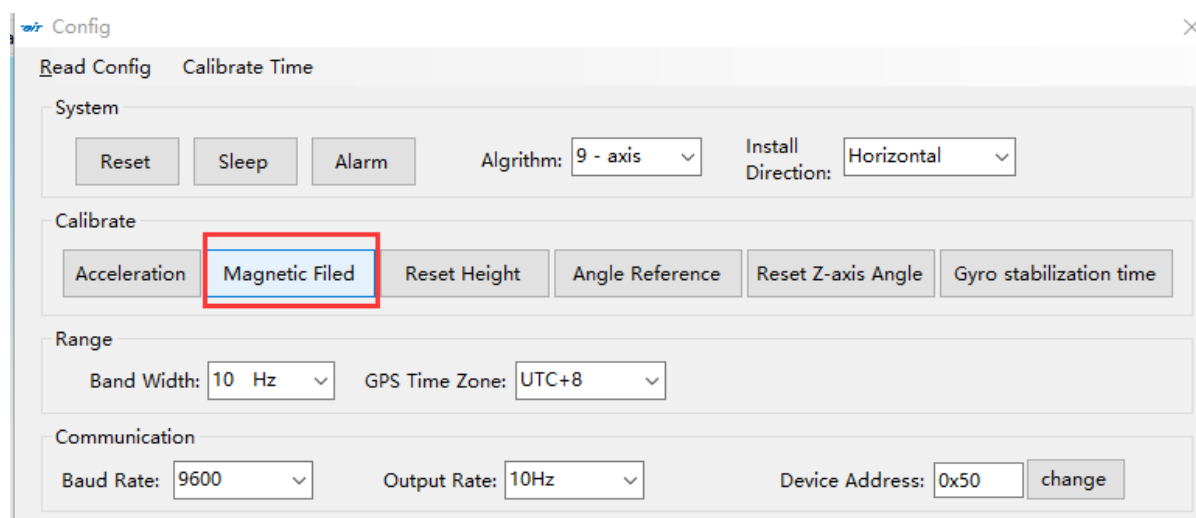 wit Config
Read Config Calibrate Time
System
Reset Sleep Alarm Algrithm: 9 - axis Install Direction: Horizontal
Calibrate
Acceleration Magnetic Filed Reset Height Angle Reference Reset Z-axis Angle Gyro stabilization time
Range
Band Width: 10 Hz GPS Time Zone: UTC+8
Communication
Baud Rate: 9600 Output Rate: 10Hz Device Address: 0x50 change